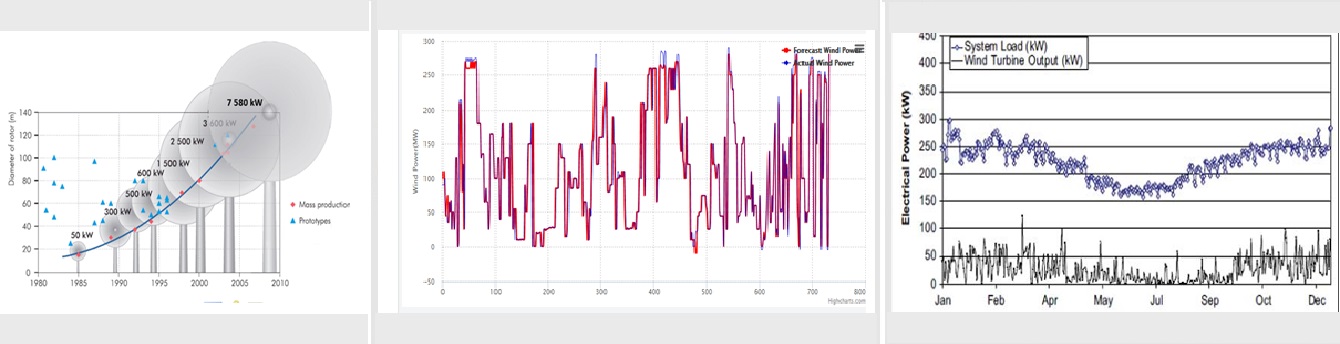 Diameter of rotor (m)
140
120
100
80
60
40
20
0
1980
1985
1990
1995
2000
2005
2010
50 kW
300 kW
500 kW
600 kW
1 500 kW
2 500 kW
3 600 kW
7 580 kW
Mass production
Prototypes
Wind Power(MW)
300
250
200
150
100
50
0
−50
0
100
200
300
400
500
600
700
800
Forecast Wind Power
Actual Wind Power
Highcharts.com
Electrical Power (kW)
450
400
350
300
250
200
150
100
50
0
System Load (kW)
Wind Turbine Output (kW)
Jan
Feb
Apr
May
Jul
Sep
Oct
Dec